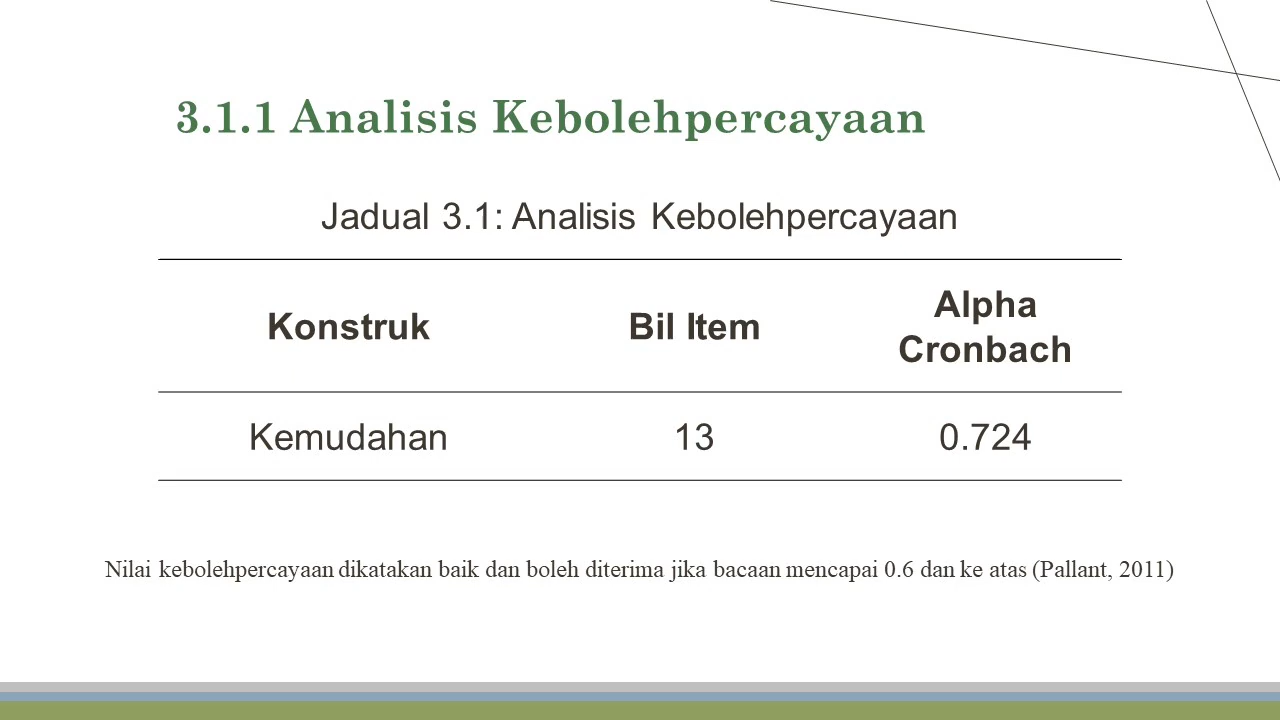 3.1.1 Analisis Kebolehpercayaan
Jadual 3.1: Analisis Kebolehpercayaan
Konstruk Bil Item Alpha
Cronbach
Kemudahan 13 0.724
Nilai kebolehpercayaan dikatakan baik dan boleh diterima jika bacaan mencapai 0.6 dan ke atas (Pallant, 2011)